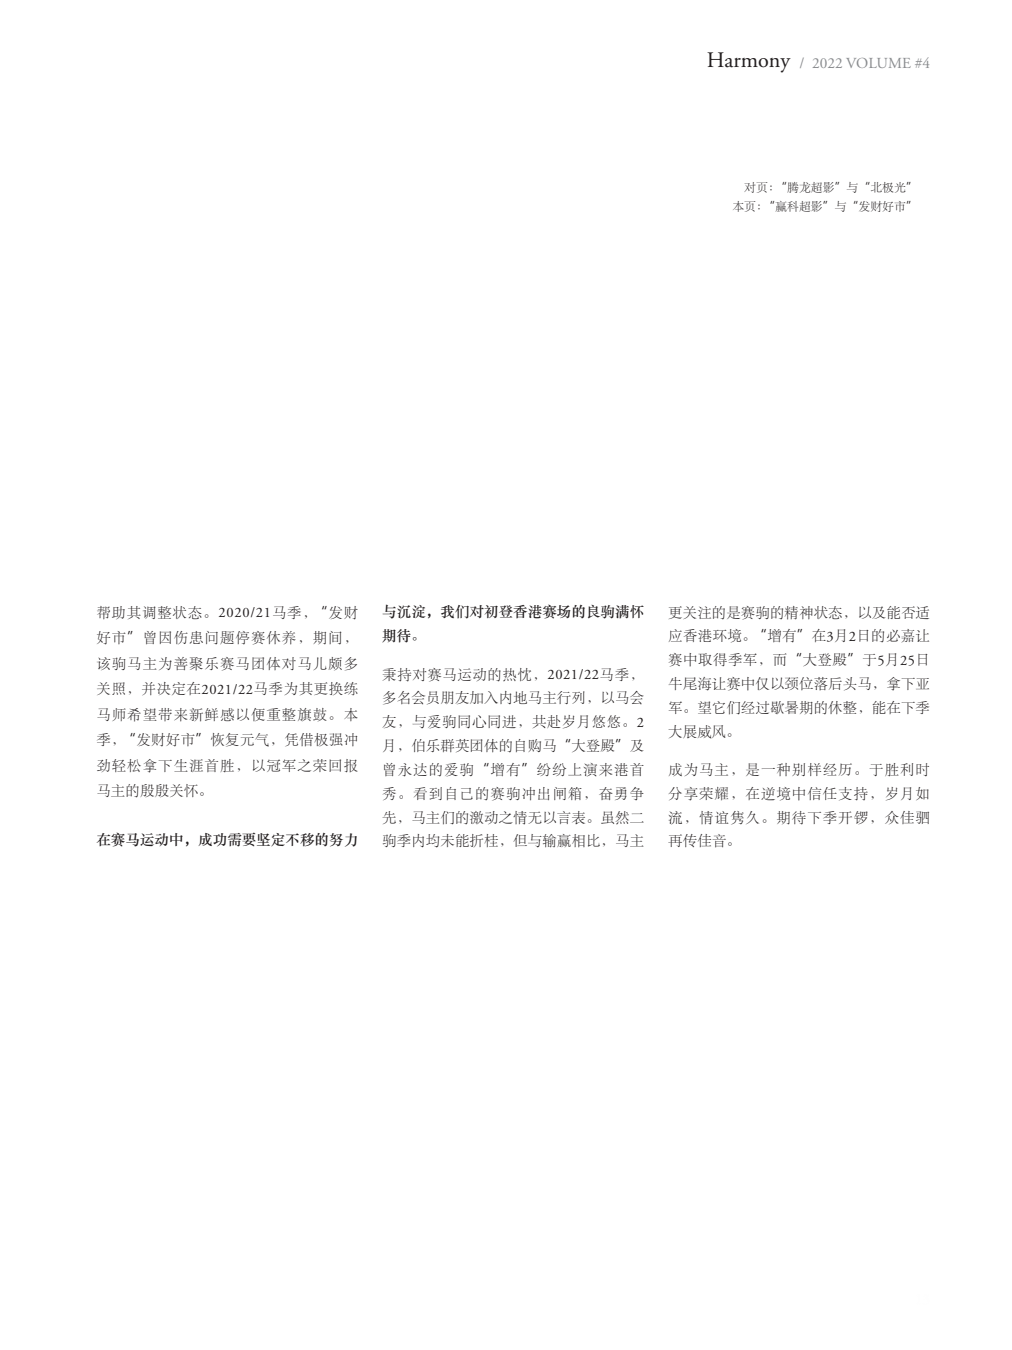 Harmony / 2022 VOLUME #4
对页：“腾龙超影”与“北极光”
本页：“赢科超影”与“发财好市”
帮助其调整状态。2020/21马季，“发财
好市”曾因伤患问题停赛休养，期间，
该驹马主为善聚乐赛马团体对马儿颇多
关照，并决定在2021/22马季为其更换练
马师希望带来新鲜感以便重整旗鼓。本
季，“发财好市”恢复元气，凭借极强冲
劲轻松拿下生涯首胜，以冠军之荣回报
马主的殷殷关怀。
在赛马运动中，成功需要坚定不移的努力
与沉淀，我们对初登香港赛场的良驹满怀
期待。
秉持对赛马运动的热忱，2021/22马季，
多名会员朋友加入内地马主行列，以马会
友，与爱驹同心同进，共赴岁月悠悠。2
月，伯乐群英团体的自购马“大登殿”及
曾永达的爱驹“增有”纷纷上演来港首
秀。看到自己的赛驹冲出闸箱，奋勇争
先，马主们的激动之情无以言表。虽然二
驹季内均未能折桂，但与输赢相比，马主
更关注的是赛驹的精神状态，以及能否适
应香港环境。“增有”在3月2日的必嘉让
赛中取得季军，而“大登殿”于5月25日
牛尾海让赛中仅以颈位落后头马，拿下亚
军。望它们经过歇暑期的休整，能在下季
大展威风。
成为马主，是一种别样经历。于胜利时
分享荣耀，在逆境中信任支持，岁月如
流，情谊隽久。期待下季开锣，众佳驷
再传佳音。